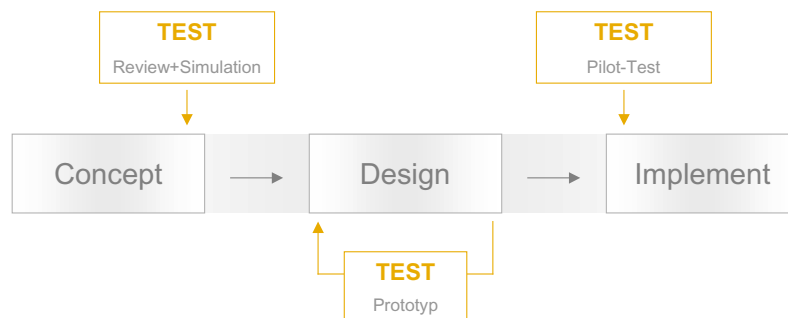 TEST
Review+Simulation
TEST
Pilot-Test
Concept
Design
Implement
TEST
Prototyp